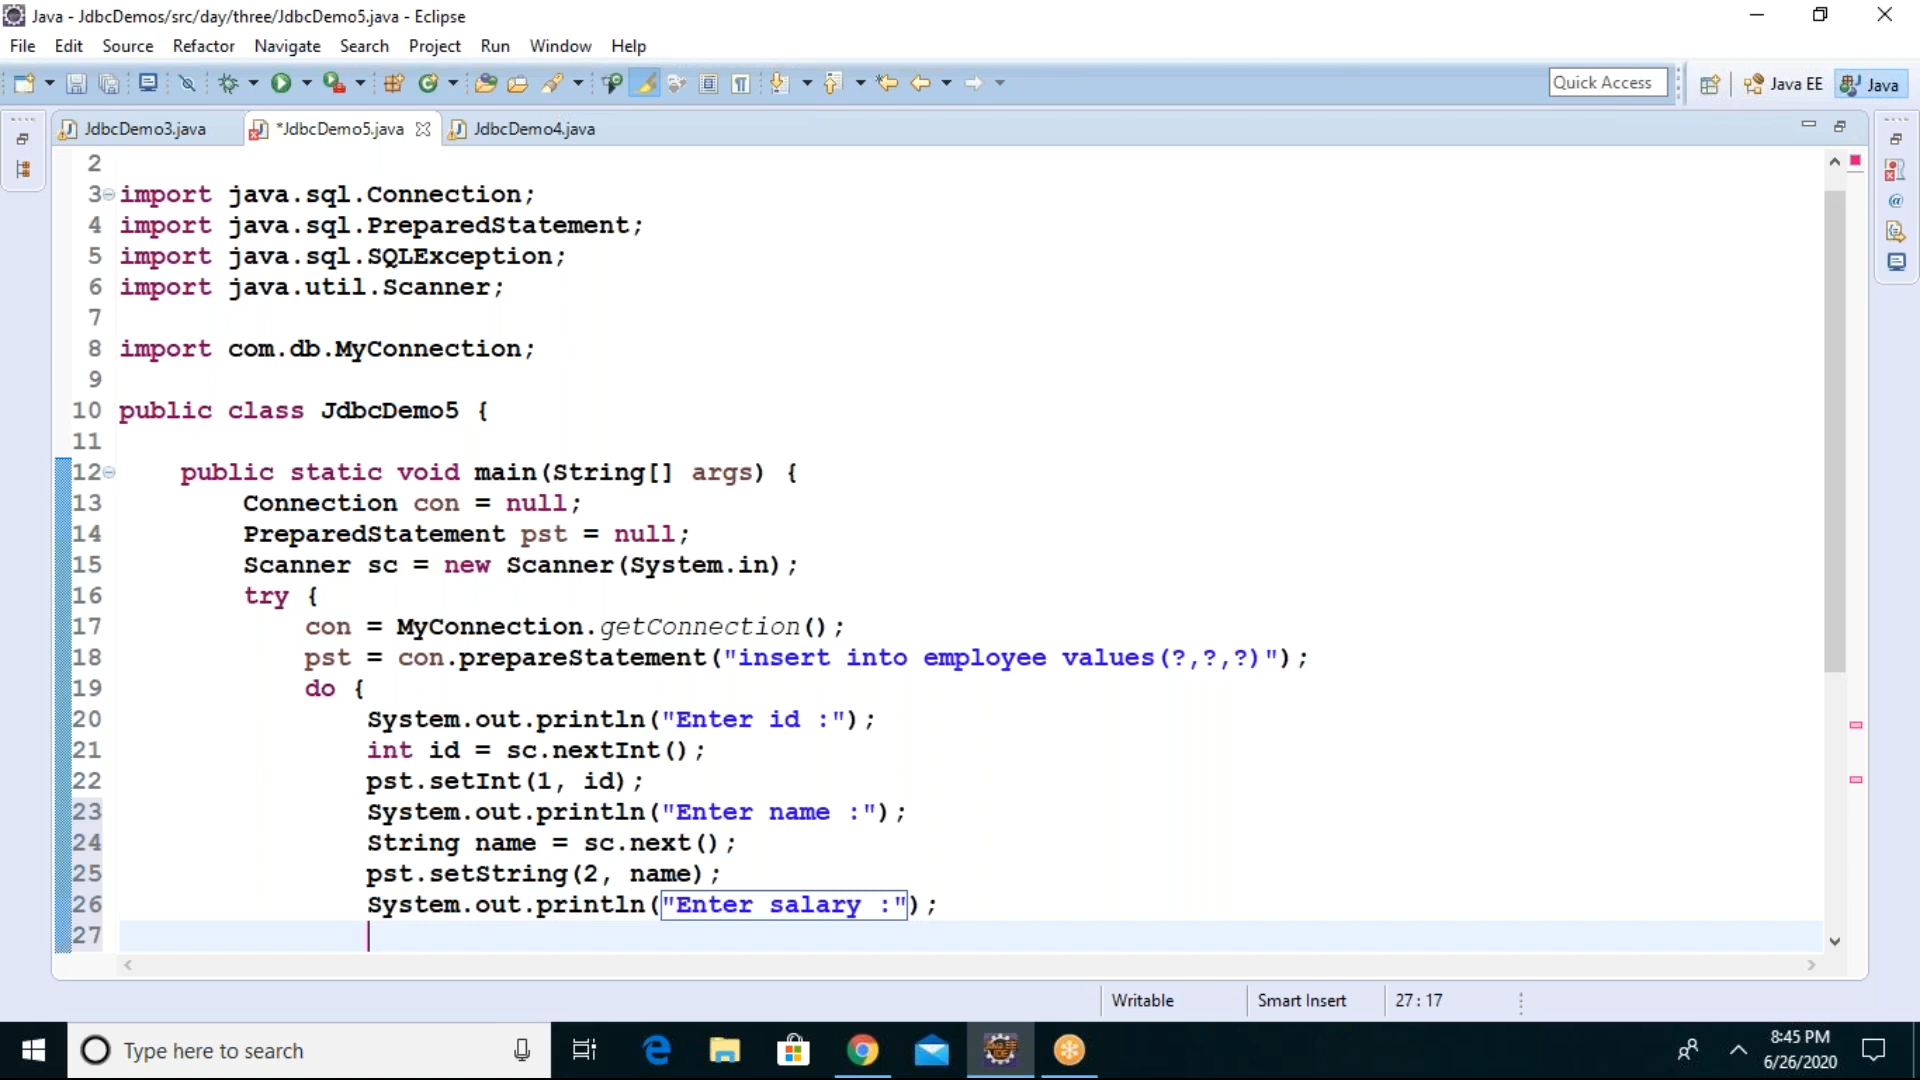 Java - JdbcDemos/src/day/three/JdbcDemo5.java - Eclipse
File Edit Source Refactor Navigate Search Project Run Window Help
Quick Access Java EE Java
JdbcDemo3.java *JdbcDemo5.java JdbcDemo4.java
2
3 import java.sql.Connection;
4 import java.sql.PreparedStatement;
5 import java.sql.SQLException;
6 import java.util.Scanner;
7
8 import com.db.MyConnection;
9
10 public class JdbcDemo5 {
11
12 public static void main(String[] args) {
13 Connection con = null;
14 PreparedStatement pst = null;
15 Scanner sc = new Scanner(System.in);
16 try {
17 con = MyConnection.getConnection();
18 pst = con.prepareStatement("insert into employee values(?,?,?)");
19 do {
20 System.out.println("Enter id :");
21 int id = sc.nextInt();
22 pst.setInt(1, id);
23 System.out.println("Enter name :");
24 String name = sc.next();
25 pst.setString(2, name);
26 System.out.println("Enter salary :");
27
Writable Smart Insert 27 : 17
Type here to search
8:45 PM
6/26/2020